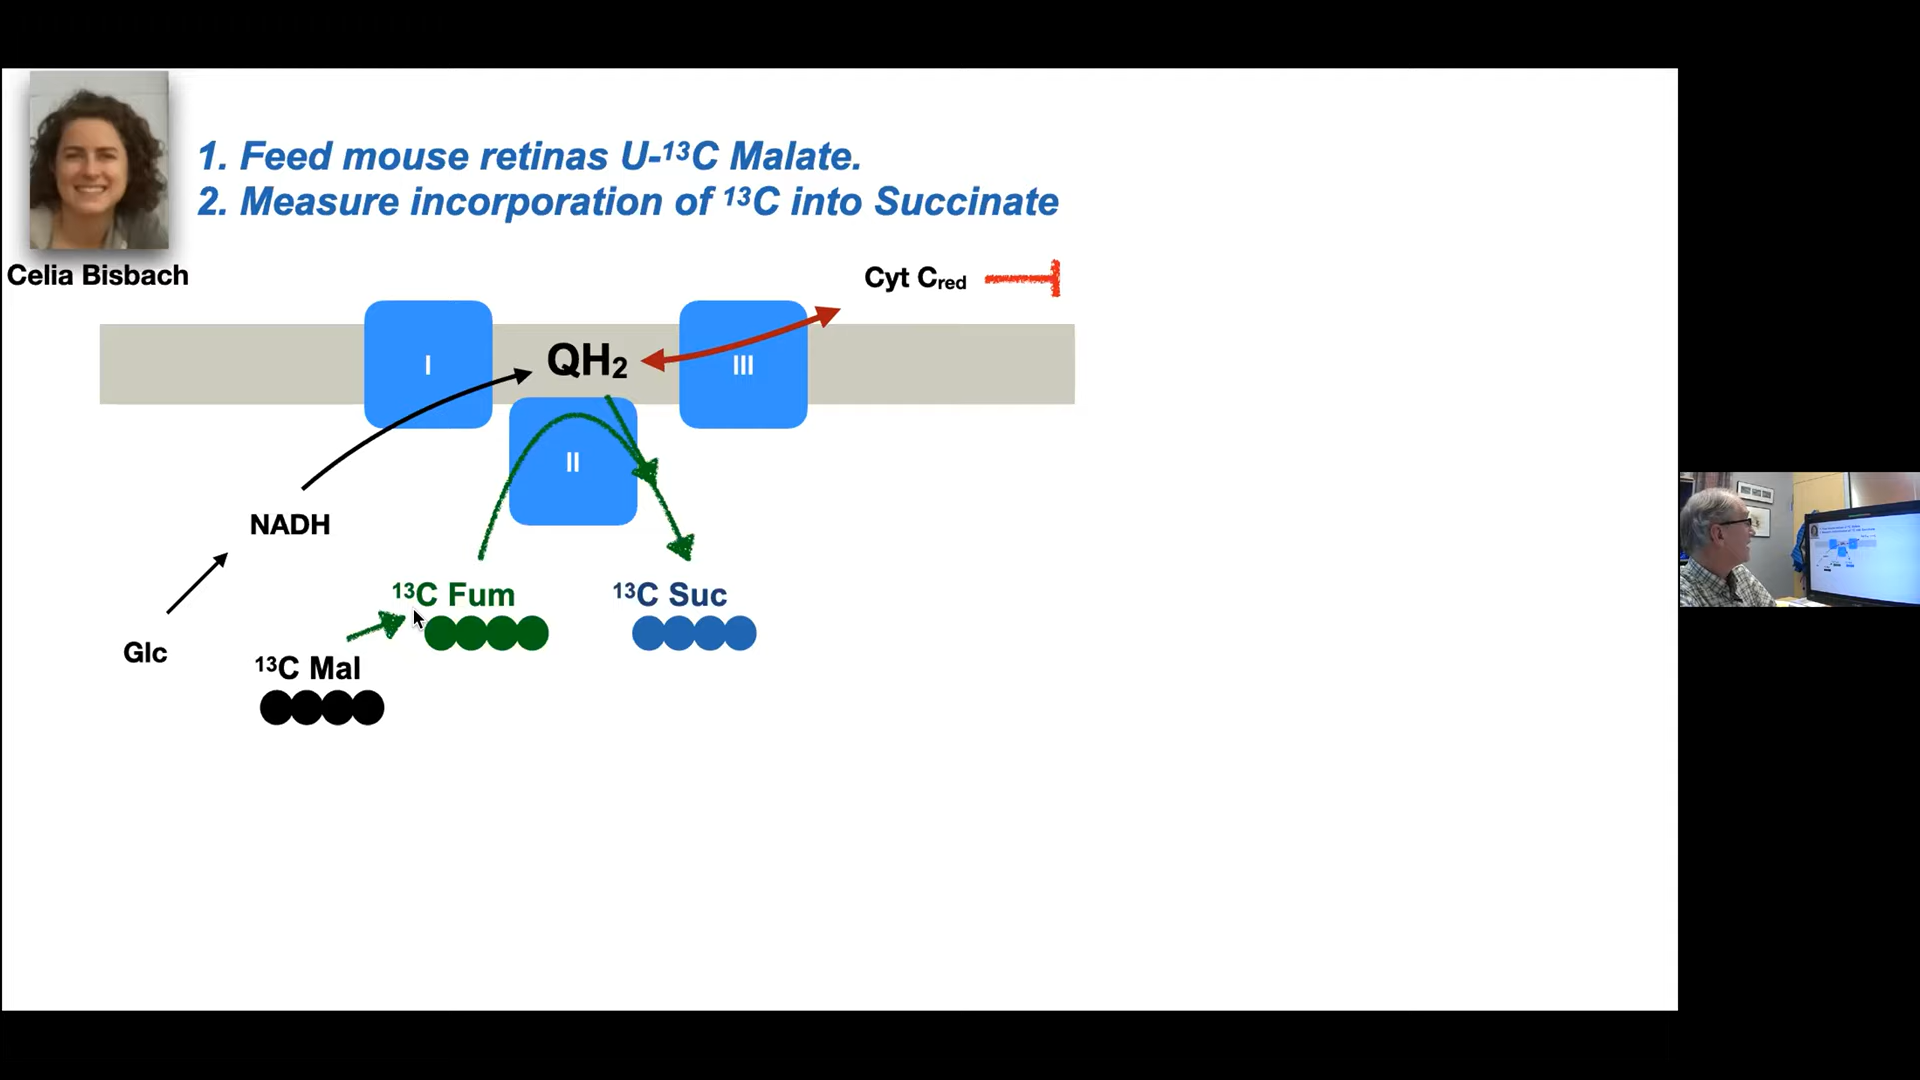 1. Feed mouse retinas U-¹³C Malate.
2. Measure incorporation of ¹³C into Succinate
Celia Bisbach
Cyt Cred
I
QH₂
III
II
NADH
¹³C Fum
¹³C Suc
Glc
¹³C Mal